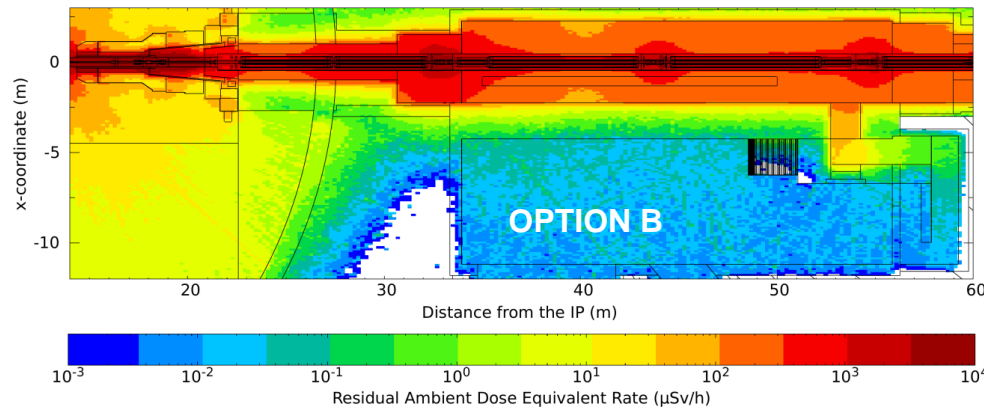 0
-5
-10
x-coordinate (m)
OPTION B
20 30 40 50 60
Distance from the IP (m)
10⁻³ 10⁻² 10⁻¹ 10⁰ 10¹ 10² 10³ 10⁴
Residual Ambient Dose Equivalent Rate (μSv/h)